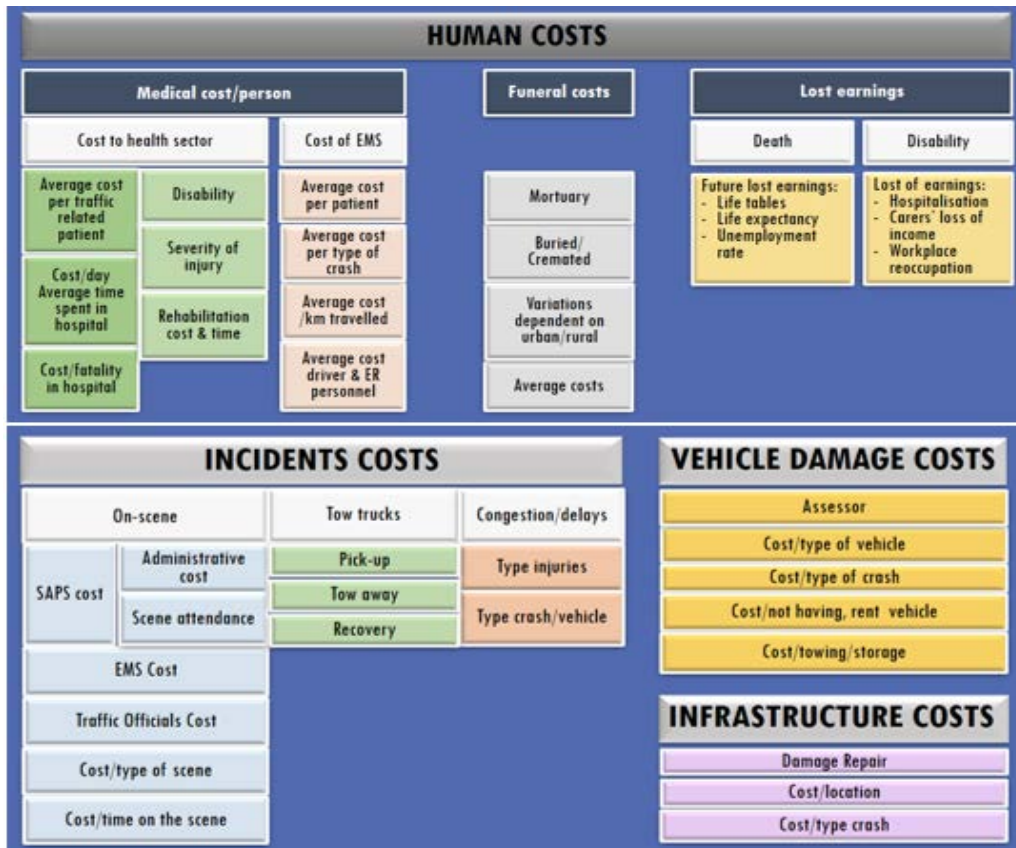 HUMAN COSTS
Medical cost/person
Cost to health sector
Cost of EMS
Average cost
per traffic
related
patient
Cost/day
Average time
spent in
hospital
Cost/fatality
in hospital
Disability
Severity of
injury
Rehabilitation
cost & time
Average cost
per patient
Average cost
per type of
crash
Average cost
/km travelled
Average cost
driver & ER
personnel
Funeral costs
Mortuary
Buried/
Cremated
Variations
dependent on
urban/rural
Average costs
Lost earnings
Death
Disability
Future lost earnings:
- Life tables
- Life expectancy
- Unemployment
rate
Lost of earnings:
- Hospitalisation
- Carers' loss of
income
- Workplace
reoccupation
INCIDENTS COSTS
On-scene
Tow trucks
Congestion/delays
SAPS cost
Administrative
cost
Scene attendance
EMS Cost
Traffic Officials Cost
Cost/type of scene
Cost/time on the scene
Pick-up
Tow away
Recovery
Type injuries
Type crash/vehicle
VEHICLE DAMAGE COSTS
Assessor
Cost/type of vehicle
Cost/type of crash
Cost/not having, rent vehicle
Cost/towing/storage
INFRASTRUCTURE COSTS
Damage Repair
Cost/location
Cost/type crash